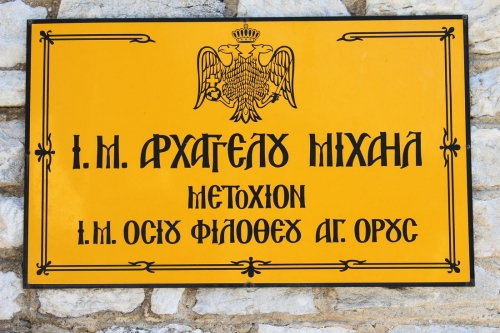 Ι. Μ. ΑΡΧΑΓΓΕΛΟΥ ΜΙΧΑΗΛ
ΜΕΤΟΧΙΟΝ
Ι. Μ. ΟΣΙΟΥ ΦΙΛΟΘΕΟΥ ΑΓ. ΟΡΟΥΣ